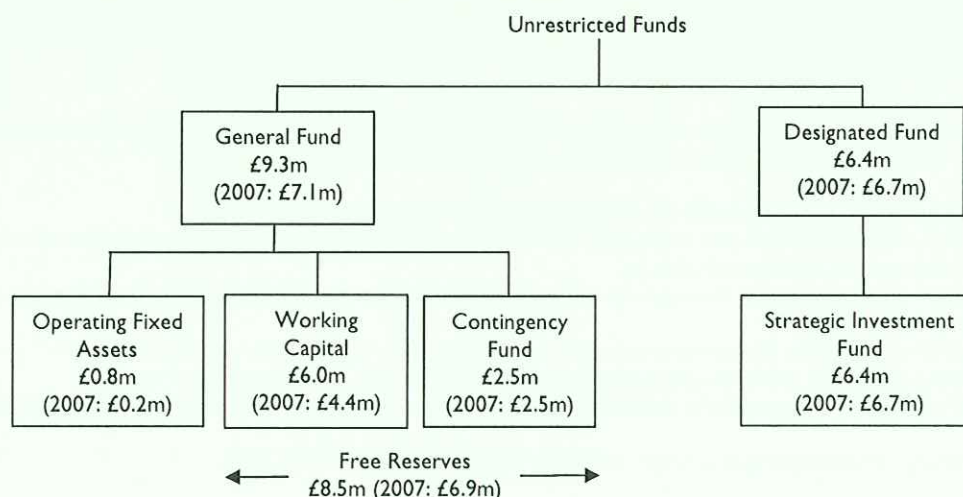 Unrestricted Funds
General Fund
£9.3m
(2007: £7.1m)
Designated Fund
£6.4m
(2007: £6.7m)
Operating Fixed
Assets
£0.8m
(2007: £0.2m)
Working
Capital
£6.0m
(2007: £4.4m)
Contingency
Fund
£2.5m
(2007: £2.5m)
Strategic Investment
Fund
£6.4m
(2007: £6.7m)
Free Reserves
£8.5m (2007: £6.9m)